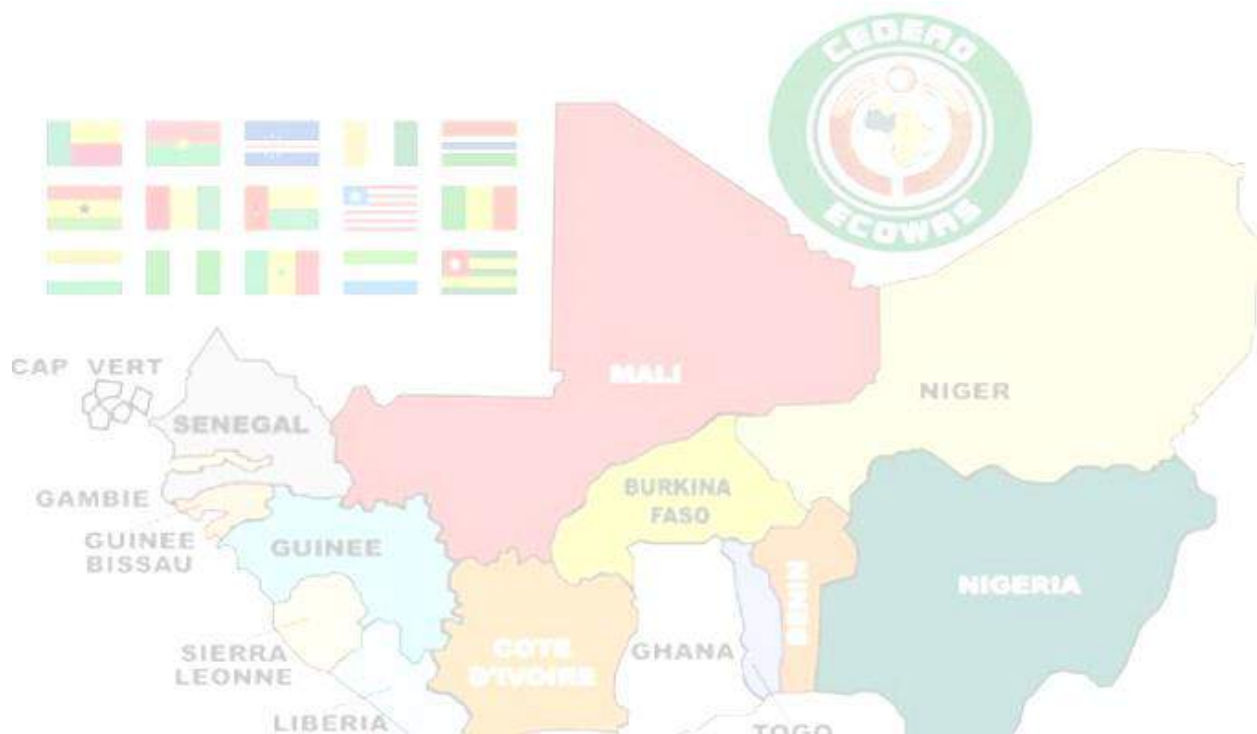 CEDEAO
ECOWAS
CAP VERT
MALI
NIGER
SENEGAL
GAMBIE
BURKINA
FASO
GUINEE
BISSAU
GUINEE
BENIN
NIGERIA
SIERRA
LEONNE
COTE
D'IVOIRE
GHANA
LIBERIA
TOGO